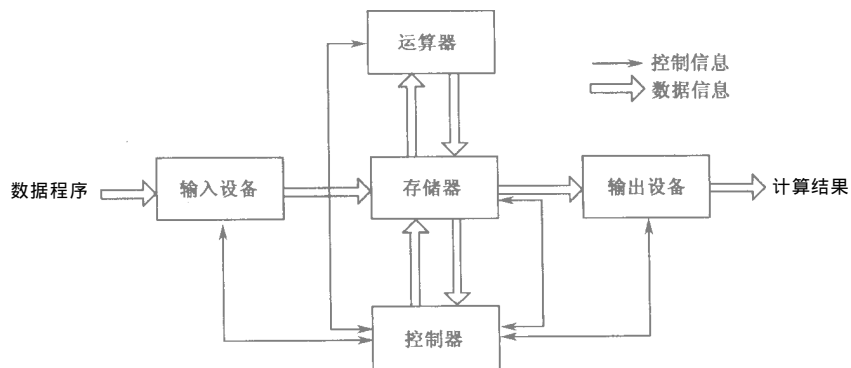 运算器
控制信息
数据信息
数据程序
输入设备
存储器
输出设备
计算结果
控制器